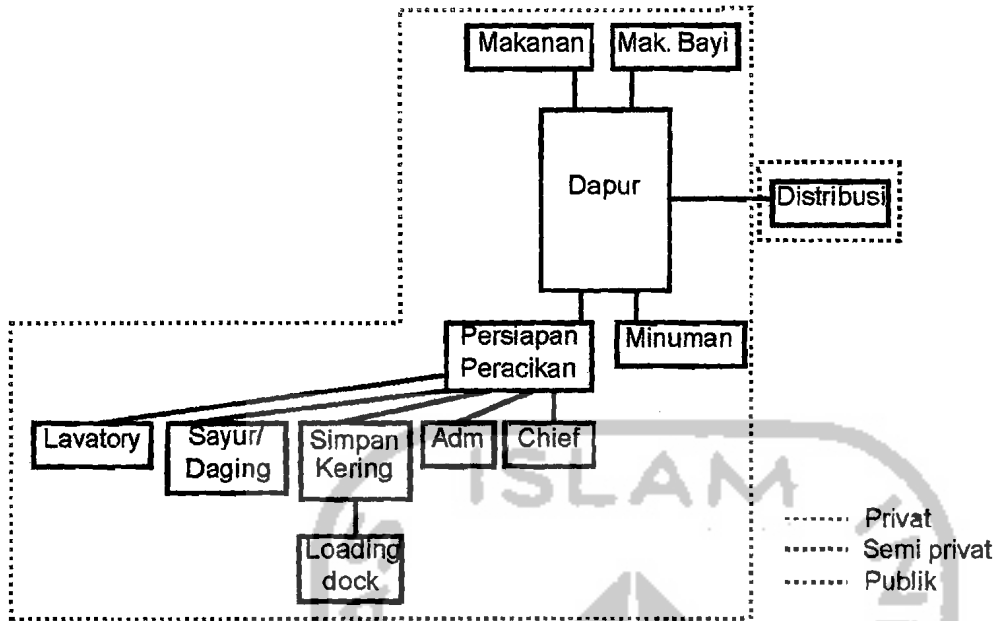 Makanan
Mak. Bayi
Dapur
Distribusi
Persiapan
Peracikan
Minuman
Lavatory
Sayur/
Daging
Simpan
Kering
Adm
Chief
Loading
dock
ISLAM
Privat
Semi privat
Publik